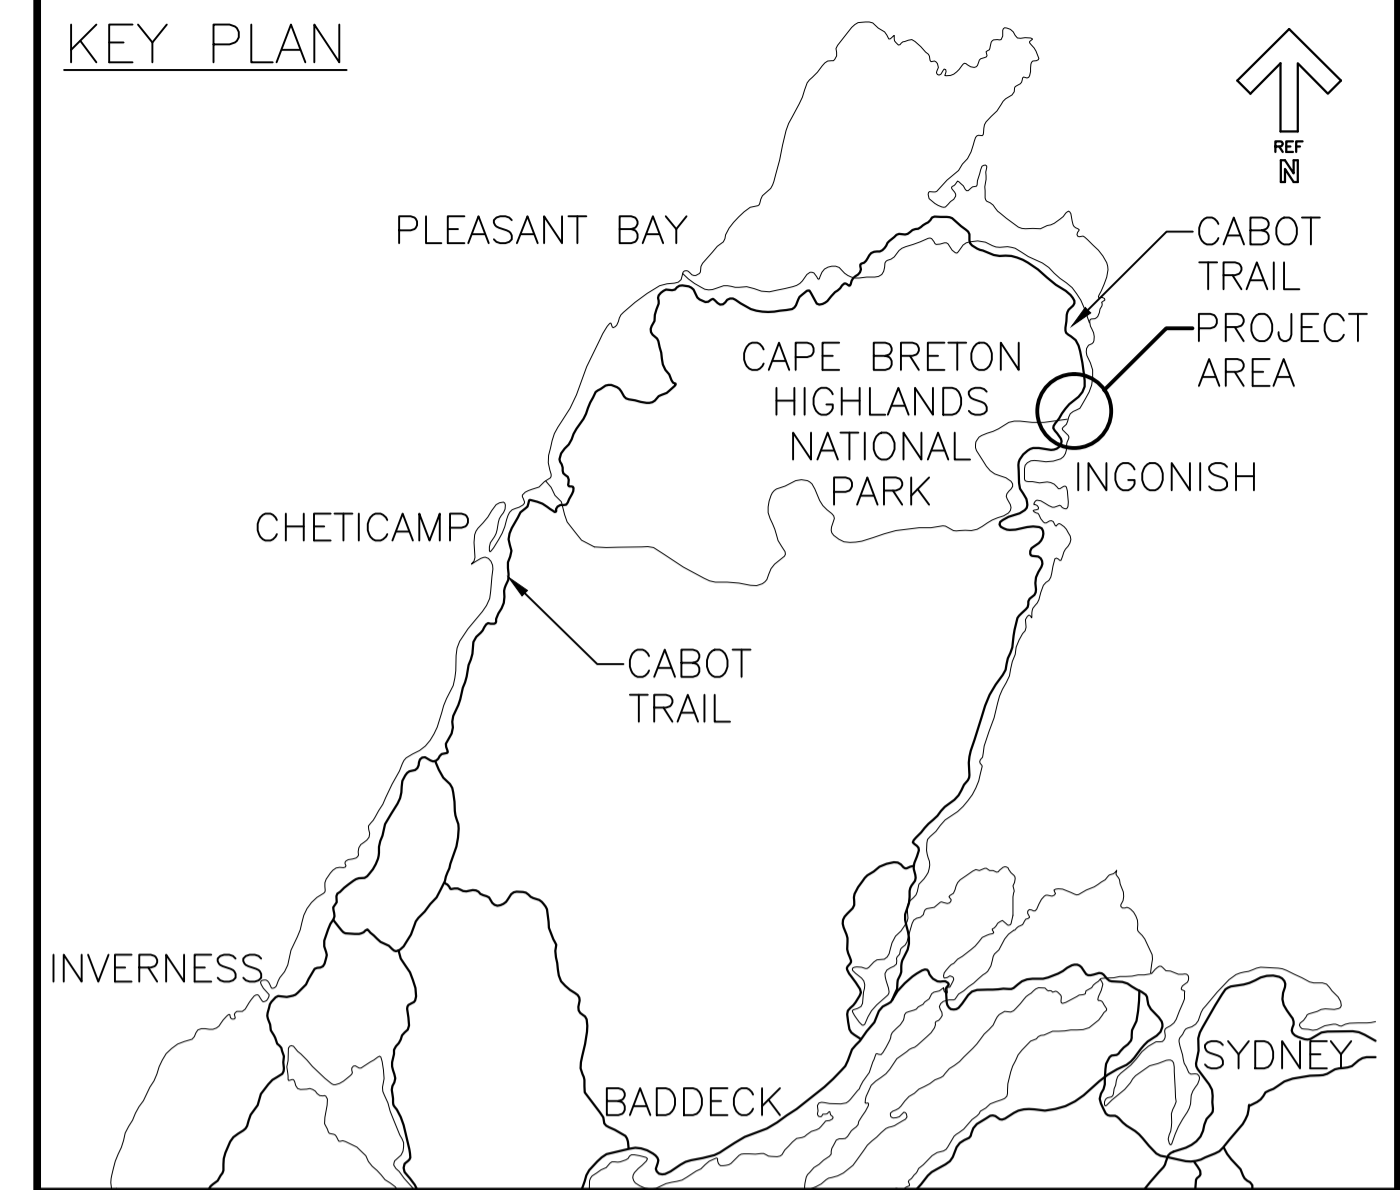 KEY PLAN
REF
N
PLEASANT BAY
CABOT
TRAIL
PROJECT
AREA
CAPE BRETON
HIGHLANDS
NATIONAL
PARK
INGONISH
CHETICAMP
CABOT
TRAIL
INVERNESS
SYDNEY
BADDECK